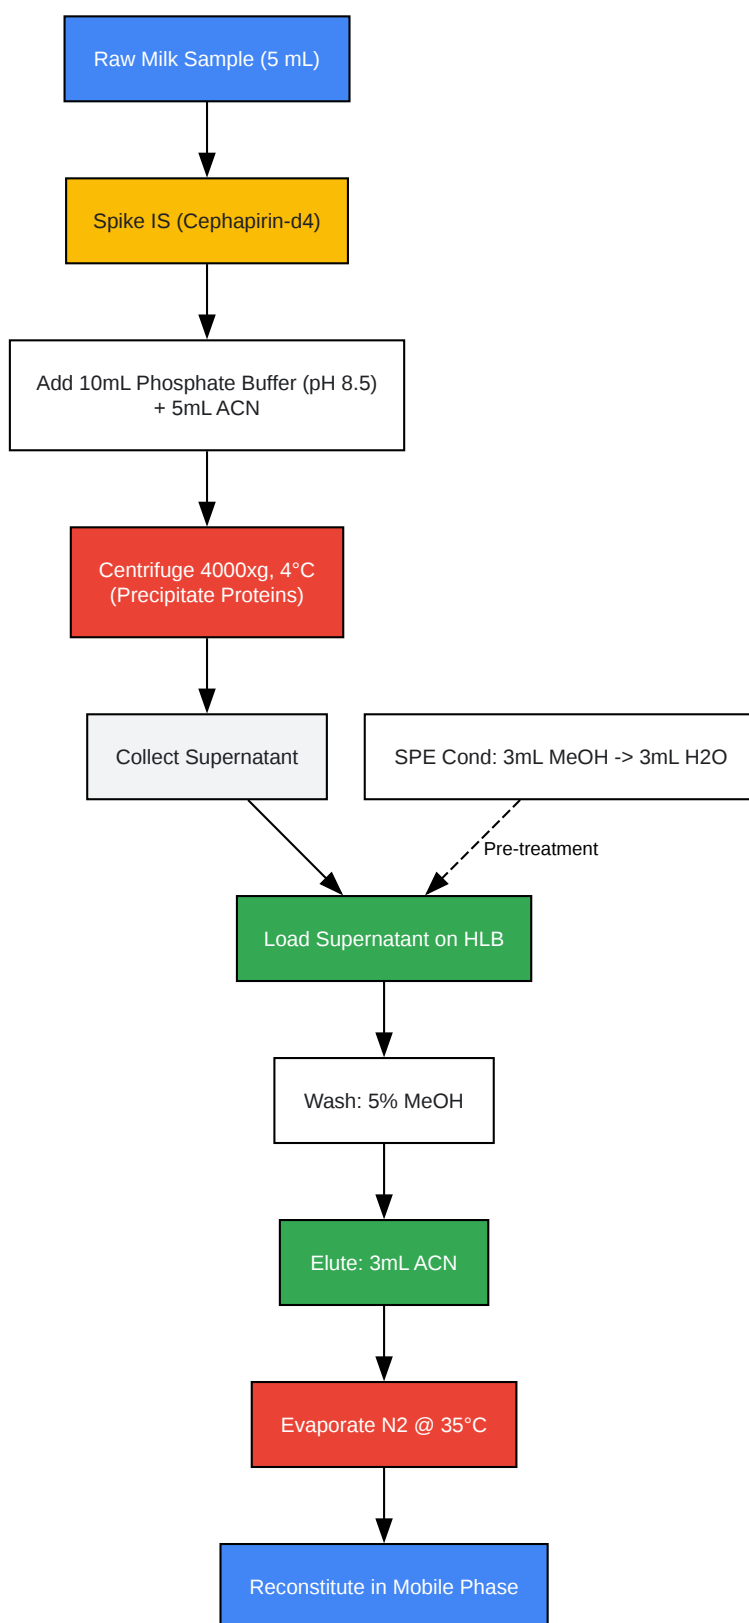 Raw Milk Sample (5 mL)
Spike IS (Cephapirin-d4)
Add 10mL Phosphate Buffer (pH 8.5)
+ 5mL ACN
Centrifuge 4000xg, 4°C
(Precipitate Proteins)
Collect Supernatant
SPE Cond: 3mL MeOH -> 3mL H2O
Pre-treatment
Load Supernatant on HLB
Wash: 5% MeOH
Elute: 3mL ACN
Evaporate N2 @ 35°C
Reconstitute in Mobile Phase